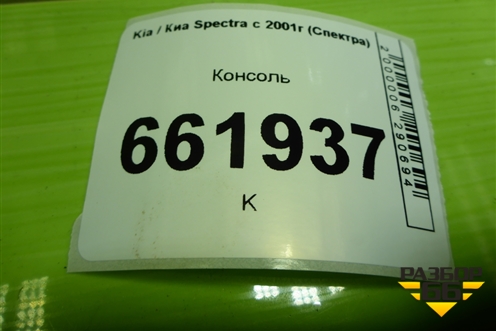 Kia / Киа Spectra с 2001г (Спектра)
Консоль
661937
К
2000006290694
РАЗБОР
66